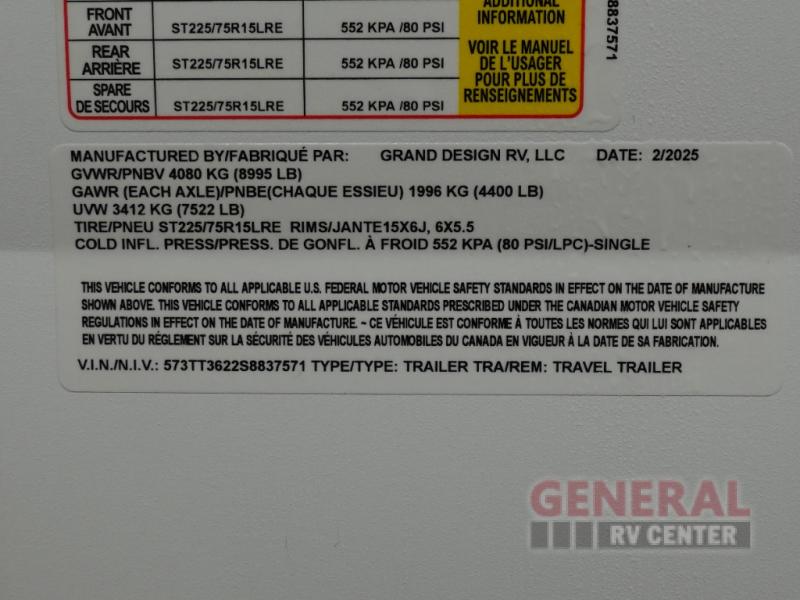 ADDITIONAL
INFORMATION
VOIR LE MANUEL
DE L'USAGER
POUR PLUS DE
RENSEIGNEMENTS
FRONT
AVANT ST225/75R15LRE 552 KPA /80 PSI
REAR
ARRIÈRE ST225/75R15LRE 552 KPA /80 PSI
SPARE
DE SECOURS ST225/75R15LRE 552 KPA /80 PSI
8837571
MANUFACTURED BY/FABRIQUÉ PAR: GRAND DESIGN RV, LLC DATE: 2/2025
GVWR/PNBV 4080 KG (8995 LB)
GAWR (EACH AXLE)/PNBE(CHAQUE ESSIEU) 1996 KG (4400 LB)
UVW 3412 KG (7522 LB)
TIRE/PNEU ST225/75R15LRE RIMS/JANTE15X6J, 6X5.5
COLD INFL. PRESS/PRESS. DE GONFL. À FROID 552 KPA (80 PSI/LPC)-SINGLE
THIS VEHICLE CONFORMS TO ALL APPLICABLE U.S. FEDERAL MOTOR VEHICLE SAFETY STANDARDS IN EFFECT ON THE DATE OF MANUFACTURE
SHOWN ABOVE. THIS VEHICLE CONFORMS TO ALL APPLICABLE STANDARDS PRESCRIBED UNDER THE CANADIAN MOTOR VEHICLE SAFETY
REGULATIONS IN EFFECT ON THE DATE OF MANUFACTURE. ~ CE VÉHICULE EST CONFORME À TOUTES LES NORMES QUI LUI SONT APPLICABLES
EN VERTU DU RÉGLEMENT SUR LA SÉCURITÉ DES VÉHICULES AUTOMOBILES DU CANADA EN VIGUEUR À LA DATE DE SA FABRICATION.
V.I.N./N.I.V.: 573TT3622S8837571 TYPE/TYPE: TRAILER TRA/REM: TRAVEL TRAILER
GENERAL
RV CENTER